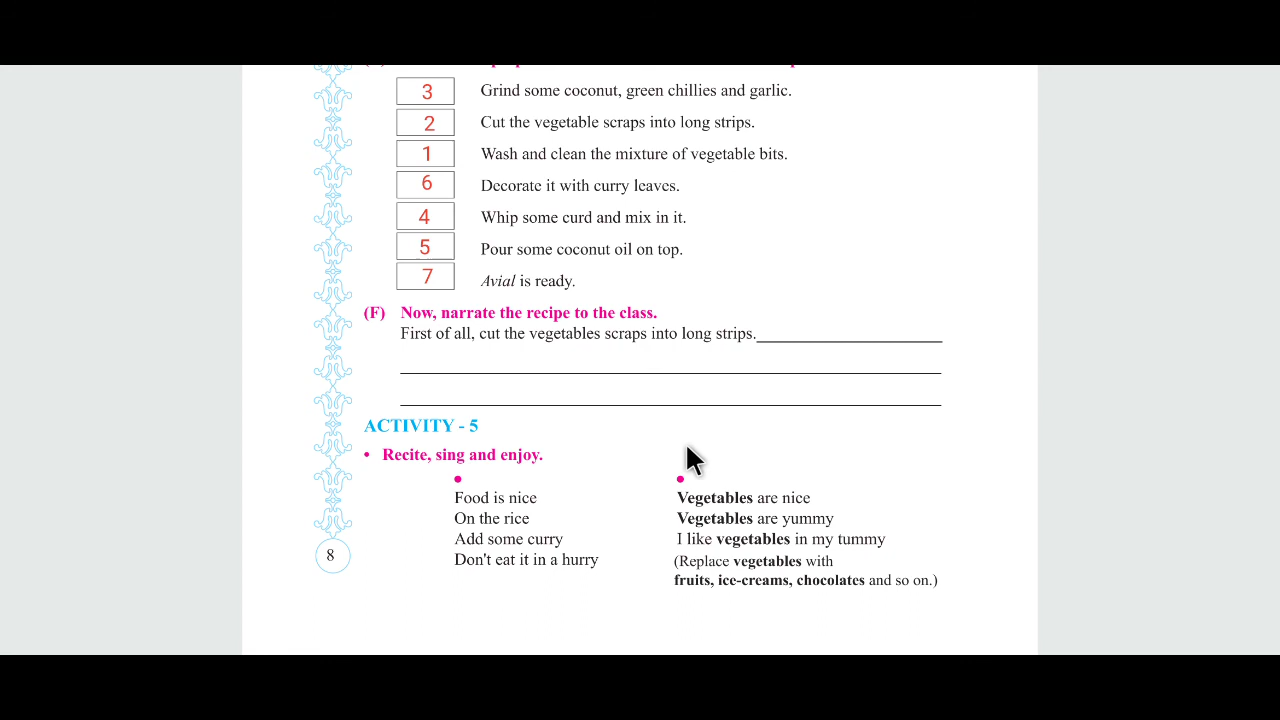 3 Grind some coconut, green chillies and garlic.
2 Cut the vegetable scraps into long strips.
1 Wash and clean the mixture of vegetable bits.
6 Decorate it with curry leaves.
4 Whip some curd and mix in it.
5 Pour some coconut oil on top.
7 Avial is ready.
(F) Now, narrate the recipe to the class.
First of all, cut the vegetables scraps into long strips.
ACTIVITY - 5
• Recite, sing and enjoy.
Food is nice
On the rice
Add some curry
Don't eat it in a hurry
Vegetables are nice
Vegetables are yummy
I like vegetables in my tummy
(Replace vegetables with
fruits, ice-creams, chocolates and so on.)
8